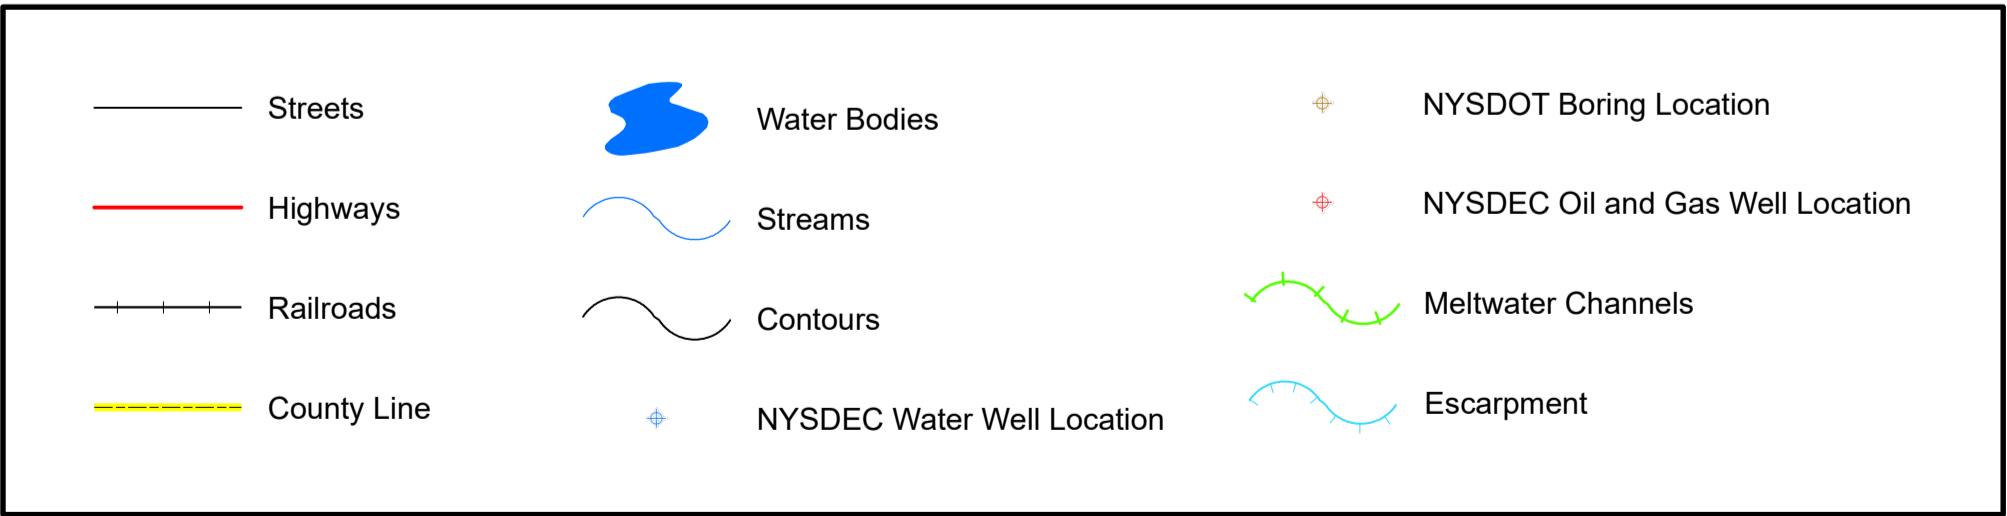 Streets
Highways
Railroads
County Line
Water Bodies
Streams
Contours
NYSDEC Water Well Location
NYSDOT Boring Location
NYSDEC Oil and Gas Well Location
Meltwater Channels
Escarpment